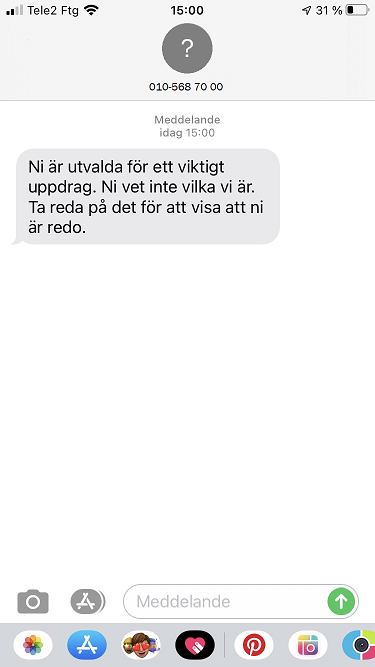 Tele2 Ftg 15:00 31 %
?
010-568 70 00
Meddelande
idag 15:00
Ni är utvalda för ett viktigt
uppdrag. Ni vet inte vilka vi är.
Ta reda på det för att visa att ni
är redo.
Meddelande